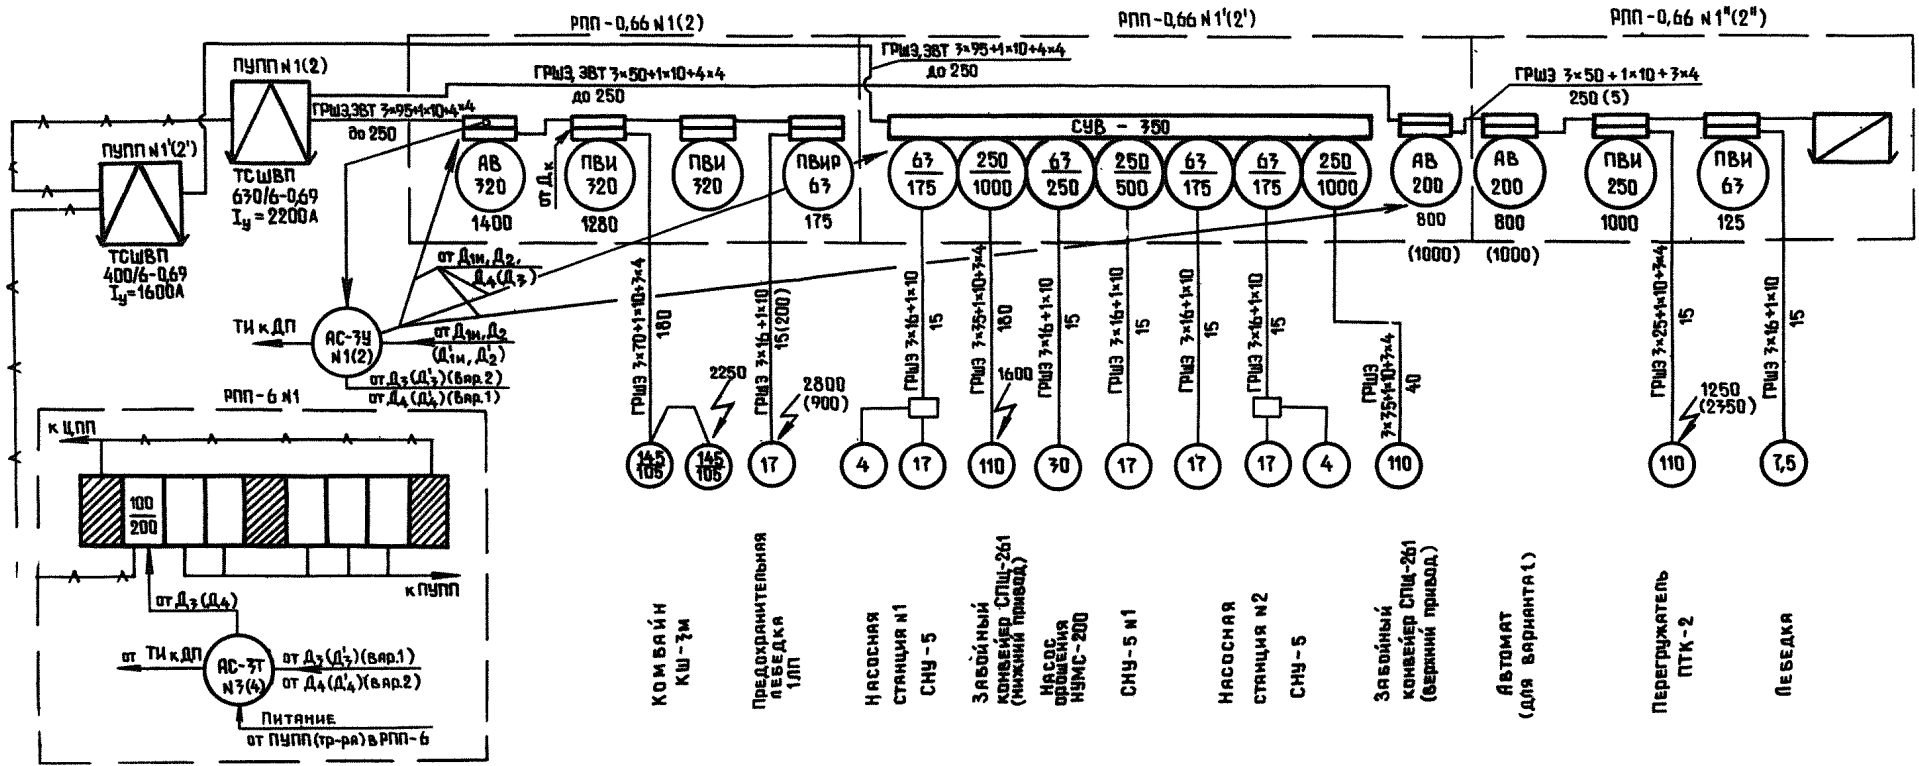 РПП-0,66 N1(2)
РПП-0,66 N1'(2')
РПП-0,66 N1"(2")
ПУПП N1(2)
ГРШЭ, ЭВТ 3×50+1×10+4×4
до 250
ГРШЭ, ЭВТ 3×95+1×10+4×4
до 250
ГРШЭ 3×50+1×10+3×4
250(5)
ГРШЭ,ЭВТ 3×95+1×10+4×4
до 250
ПУПП N1'(2')
ТСШВП
630/6-0,69
Iу=2200А
ТСШВП
400/6-0,69
Iу=1600А
АВ
320
1400
от Дк
ПВИ
320
1280
ПВИ
320
ПВИР
63
175
СУВ - 350
63
175
250
1000
63
250
250
500
63
175
63
175
250
1000
АВ
200
800
(1000)
АВ
200
800
(1000)
ПВИ
250
1000
ПВИ
63
125
от Д1н, Д2,
Д4(Д3)
ТИ к ДП
АС-3У
N1(2)
от Д1н, Д2
(Д'1н, Д'2)
от Д3(Д'3)(вар.2)
от Д4(Д'4)(вар.1)
ГРШЭ 3×70+1×10+3×4
180
ГРШЭ 3×16+1×10
15(200)
ГРШЭ 3×16+1×10
15
ГРШЭ 3×35+1×10+3×4
180
ГРШЭ 3×16+1×10
15
ГРШЭ 3×16+1×10
15
ГРШЭ 3×16+1×10
15
ГРШЭ 3×16+1×10
15
ГРШЭ
3×35+1×10+3×4
40
ГРШЭ 3×25+1×10+3×4
15
ГРШЭ 3×16+1×10
15
2250
2800
(900)
1600
1250
(2350)
145
105
145
105
17
4
17
110
30
17
17
17
4
110
110
7,5
РПП-6 N1
к ЦПП
100
200
к ПУПП
от Д3(Д4)
от ТИ к ДП
АС-3Т
N3(4)
от Д3(Д'3)(вар.1)
от Д4(Д'4)(вар.2)
Питание
от ПУПП(тр-ра) в РПП-6
Комбайн
КШ-3м
Предохранительная
лебедка
1ЛП
Насосная
станция N1
СНУ-5
Забойный
конвейер СПЩ-261
(нижний привод)
Насос
орошения
НУМС-200
СНУ-5 N1
Насосная
станция N2
СНУ-5
Забойный
конвейер СПЩ-261
(верхний привод)
Автомат
(для варианта 1)
Перегружатель
ПТК-2
Лебедка